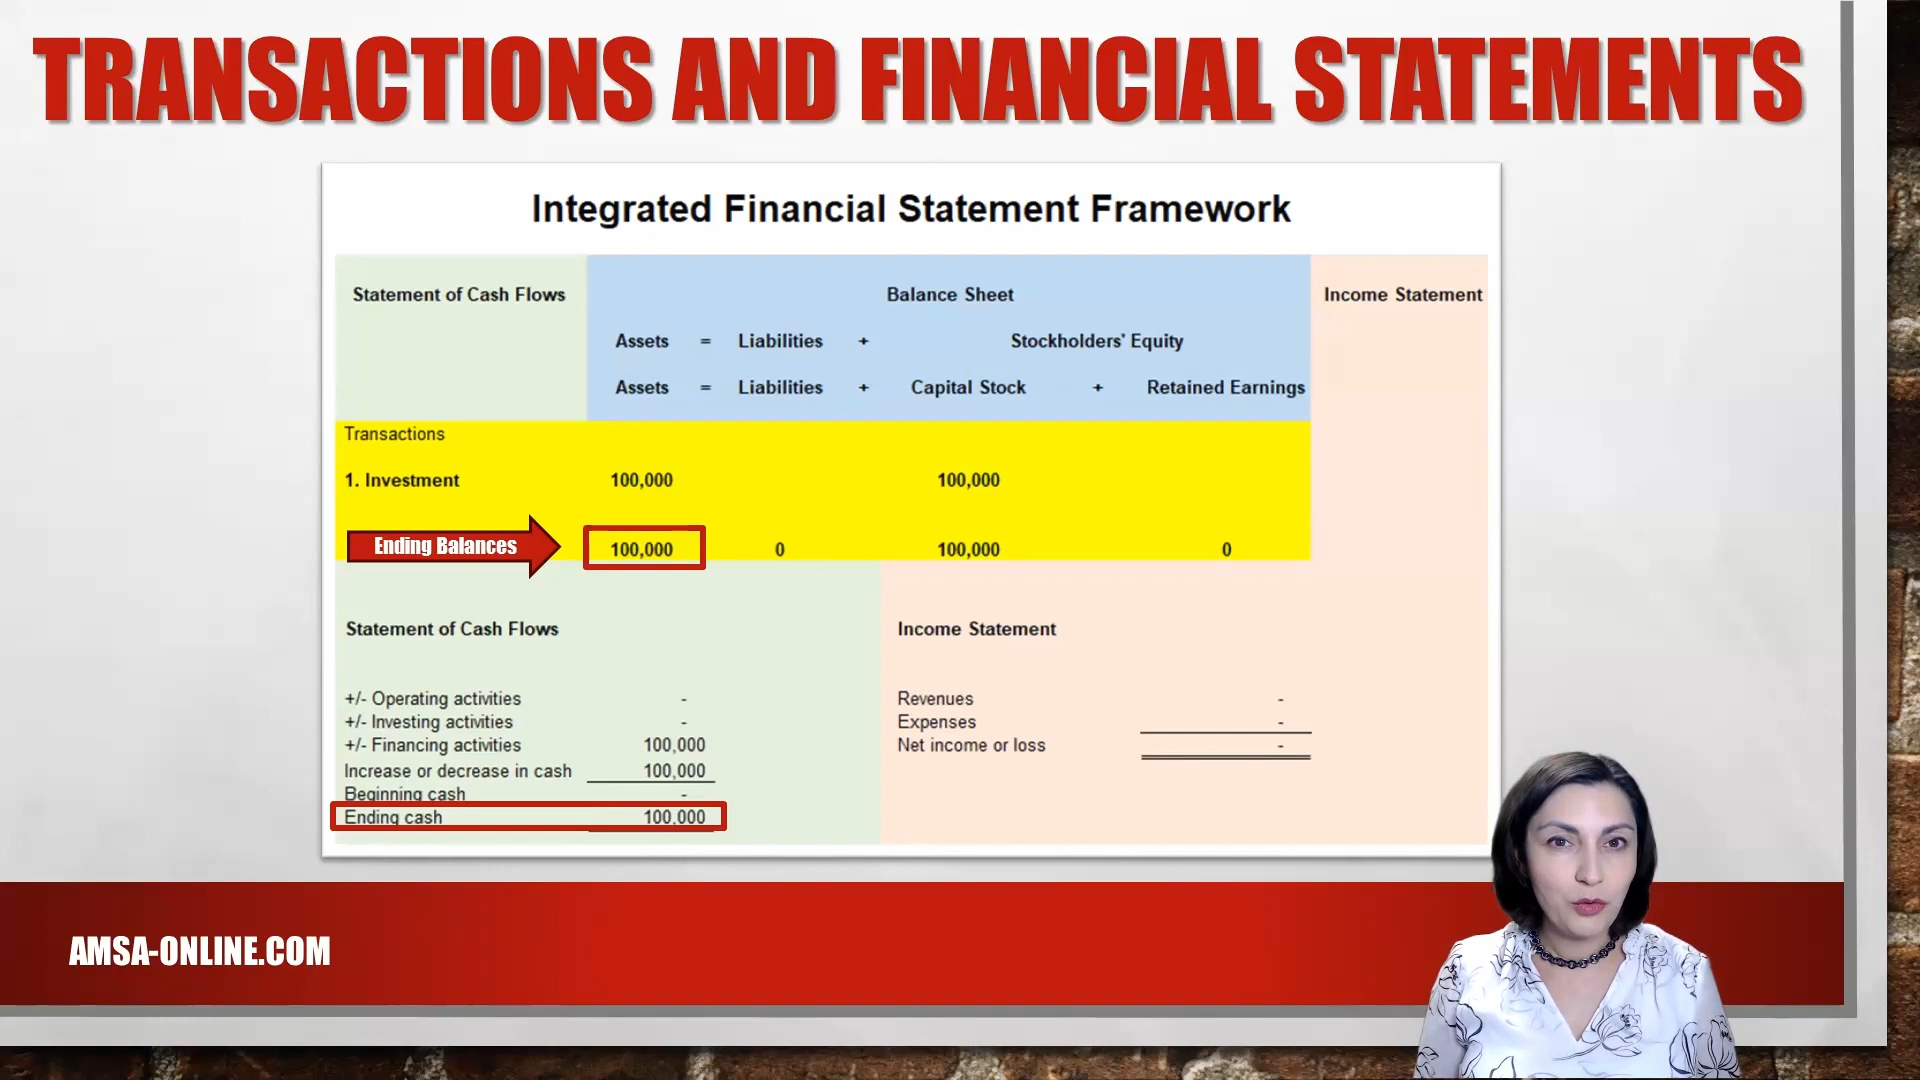 TRANSACTIONS AND FINANCIAL STATEMENTS
Integrated Financial Statement Framework
Statement of Cash Flows Balance Sheet Income Statement
Assets = Liabilities + Stockholders' Equity
Assets = Liabilities + Capital Stock + Retained Earnings
Transactions
1. Investment 100,000 100,000
Ending Balances 100,000 0 100,000 0
Statement of Cash Flows Income Statement
+/- Operating activities - Revenues -
+/- Investing activities - Expenses -
+/- Financing activities 100,000 Net income or loss -
Increase or decrease in cash 100,000
Beginning cash -
Ending cash 100,000
AMSA-ONLINE.COM